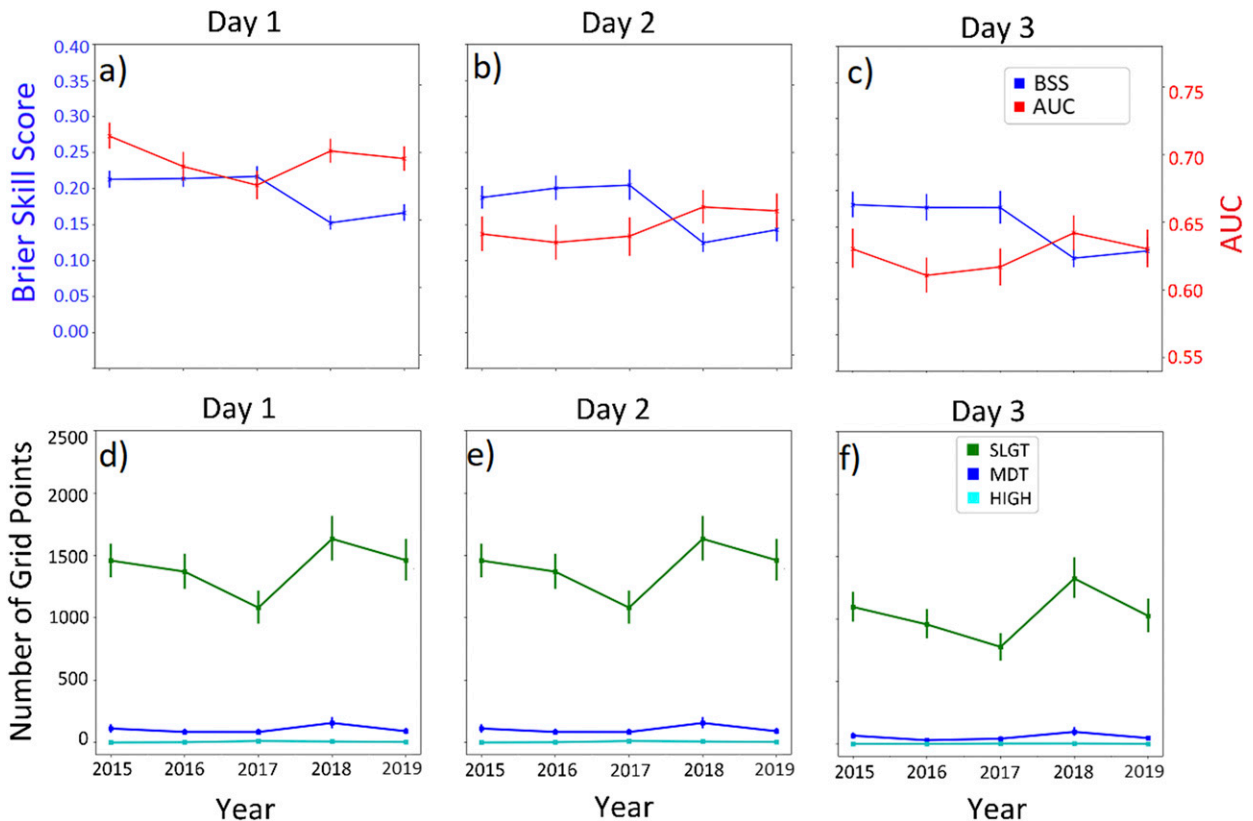 Day 1
Day 2
Day 3
Brier Skill Score
0.40
0.35
0.30
0.25
0.20
0.15
0.10
0.05
0.00
a)
b)
c)
BSS
AUC
0.75
0.70
0.65
0.60
0.55
AUC
Day 1
Day 2
Day 3
Number of Grid Points
2500
2000
1500
1000
500
0
d)
e)
f)
SLGT
MDT
HIGH
2015 2016 2017 2018 2019
2015 2016 2017 2018 2019
2015 2016 2017 2018 2019
Year
Year
Year